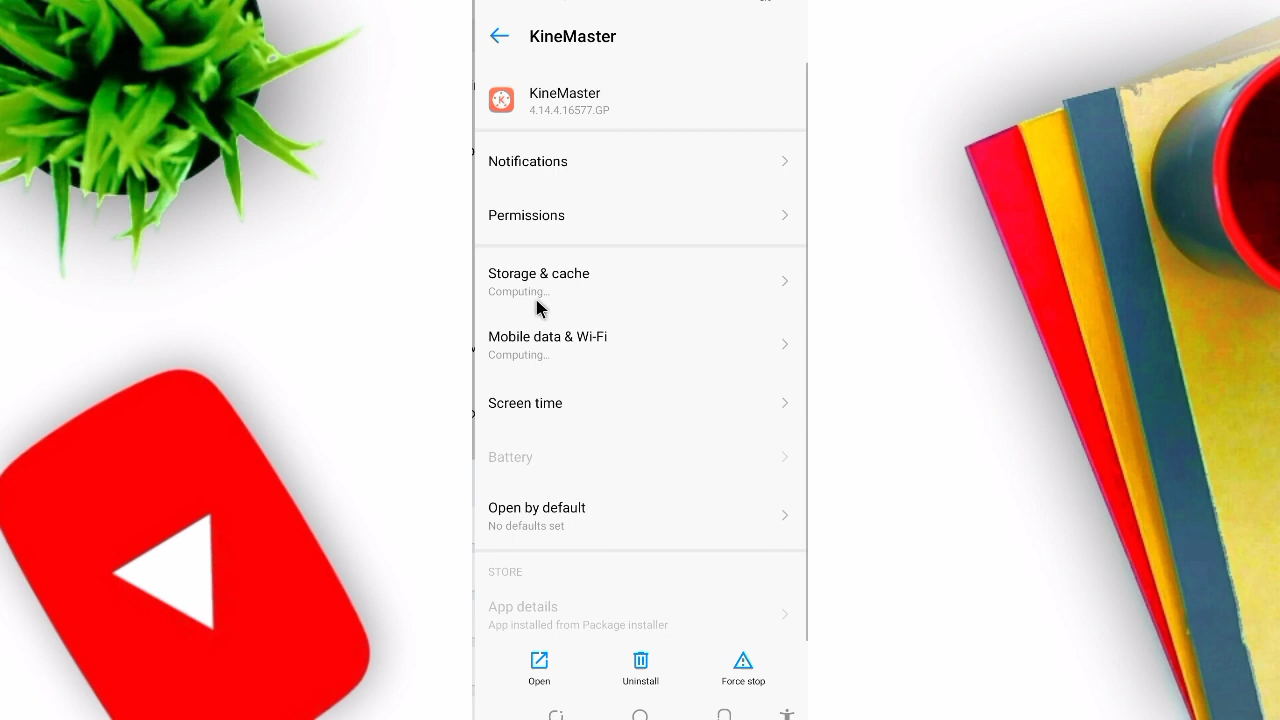 KineMaster
KineMaster
4.14.4.16577.GP
Notifications
Permissions
Storage & cache
Computing...
Mobile data & Wi-Fi
Computing...
Screen time
Battery
Open by default
No defaults set
STORE
App details
App installed from Package installer
Open
Uninstall
Force stop